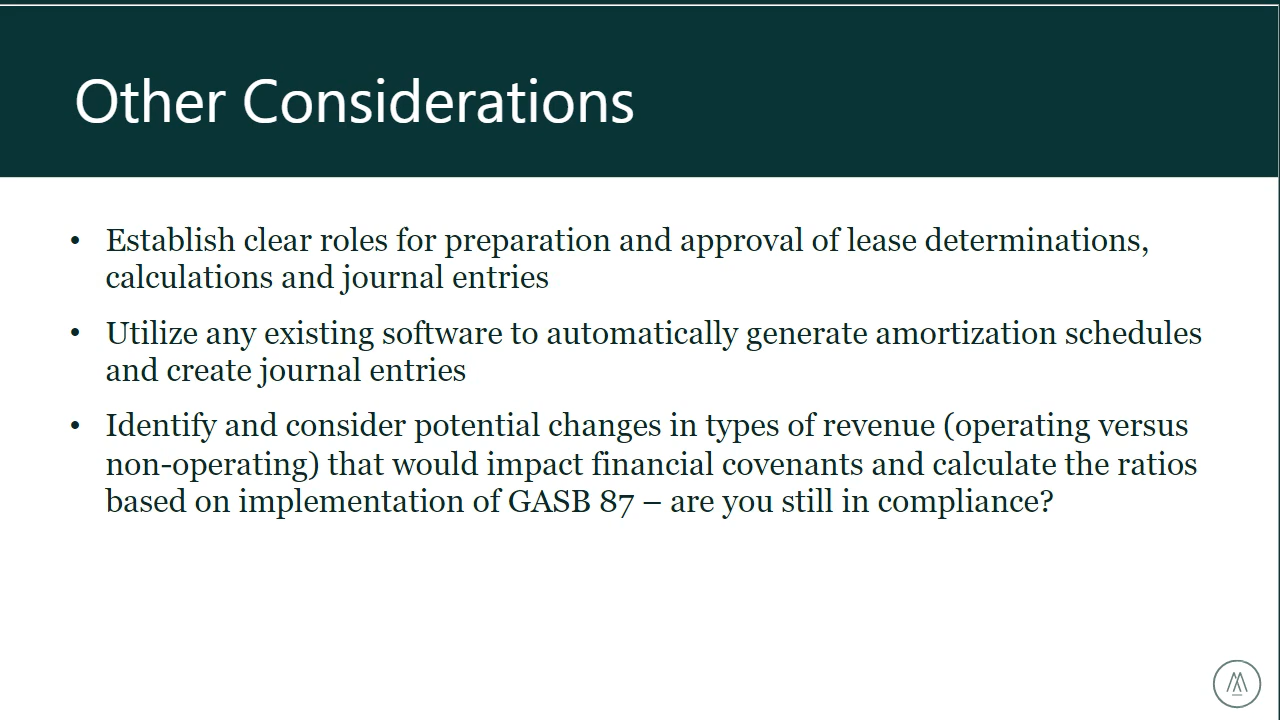 Other Considerations
• Establish clear roles for preparation and approval of lease determinations,
calculations and journal entries
• Utilize any existing software to automatically generate amortization schedules
and create journal entries
• Identify and consider potential changes in types of revenue (operating versus
non-operating) that would impact financial covenants and calculate the ratios
based on implementation of GASB 87 – are you still in compliance?